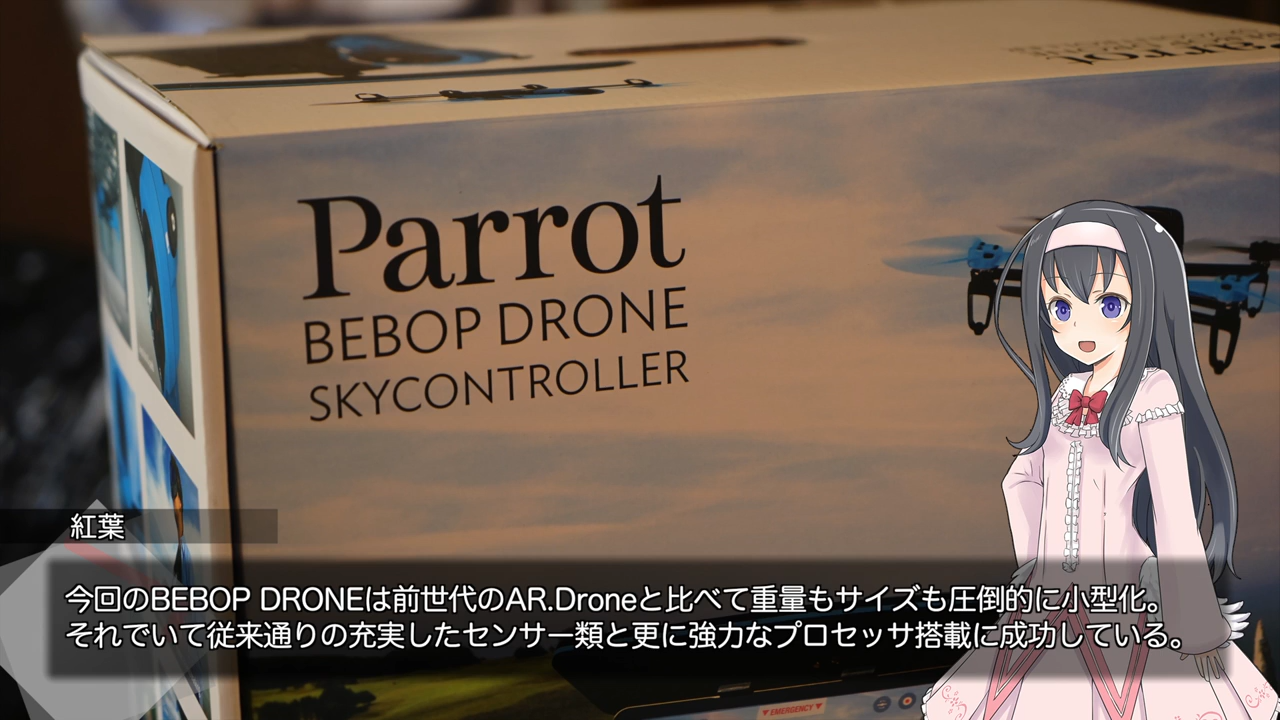 Parrot
BEBOP DRONE
SKYCONTROLLER
紅葉
今回のBEBOP DRONEは前世代のAR.Droneと比べて重量もサイズも圧倒的に小型化。
それでいて従来通りの充実したセンサー類と更に強力なプロセッサ搭載に成功している。
▼EMERGENCY▼